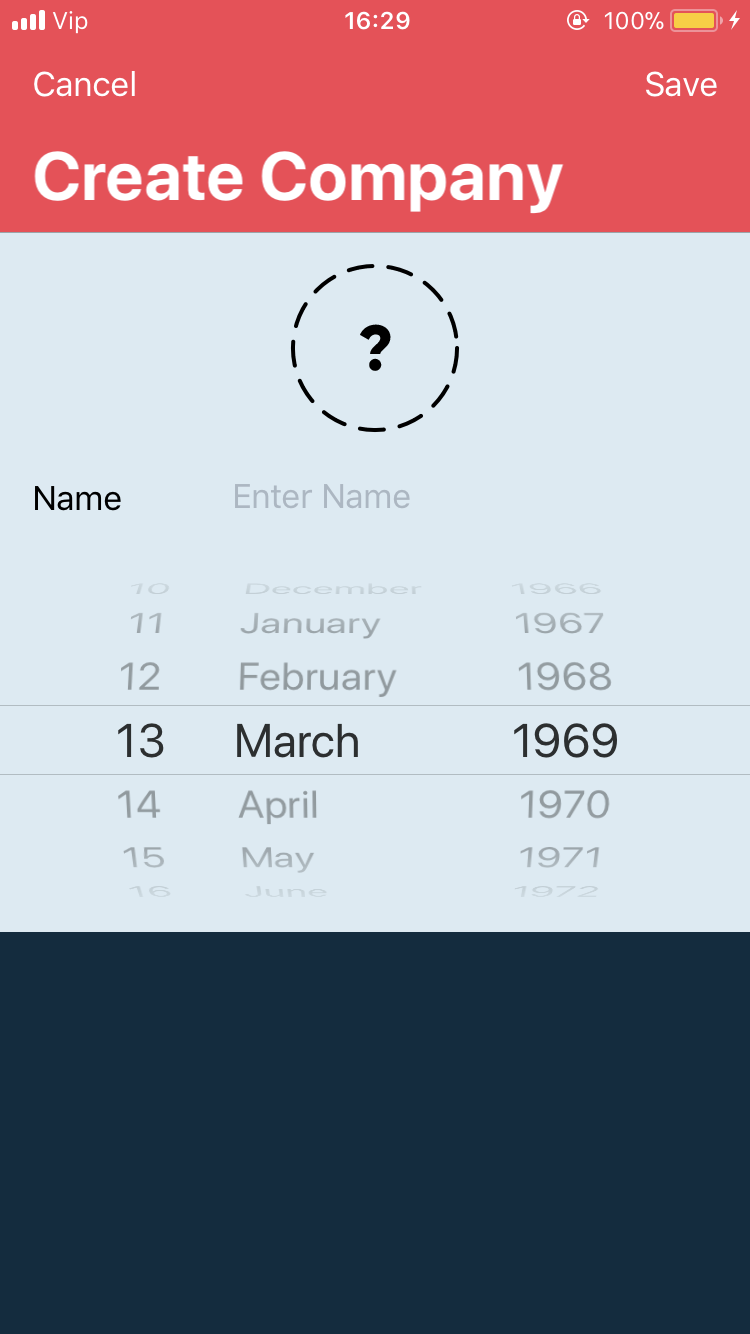 Vip 16:29 100%
Cancel Save
Create Company
?
Name Enter Name
10 December 1966
11 January 1967
12 February 1968
13 March 1969
14 April 1970
15 May 1971
16 June 1972